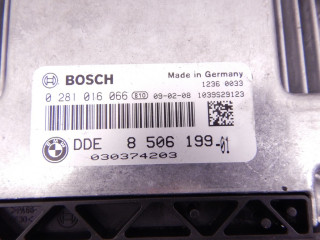 BOSCH
Made in Germany
1236 0033
0 281 016 066 E10 09-02-08 1039S29123
DDE 8 506 199-01
030374203